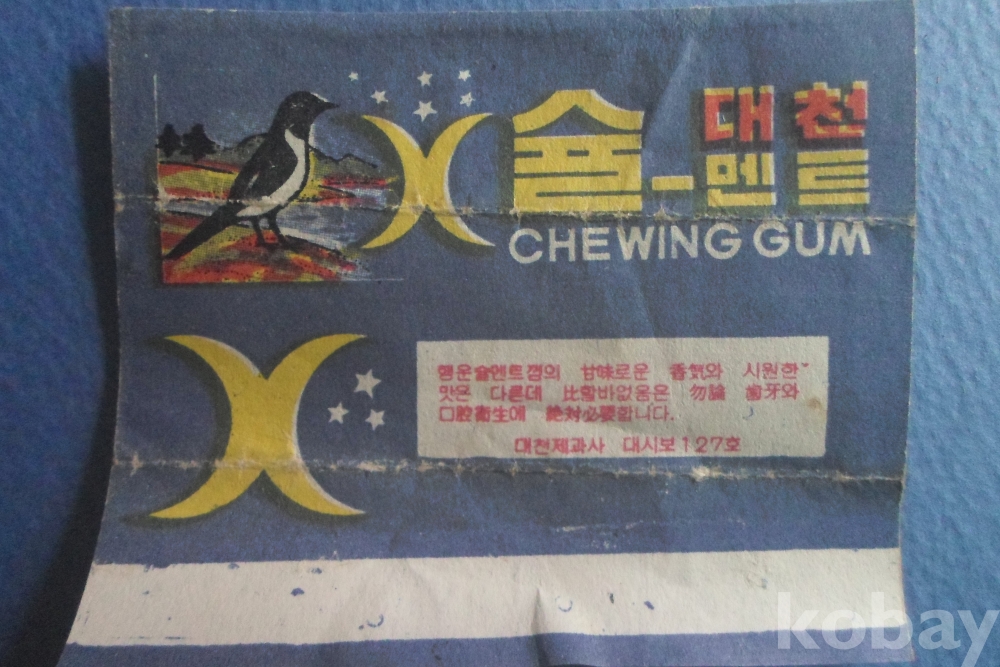 대천
슐-멘트
CHEWING GUM
행운슐멘트껌의 甘味로운 香氣와 시원한
맛은 다른데 比할바없음은 勿論 齒牙와
口腔衛生에 絶対必要합니다.
대천제과사 대시보127호
kobay